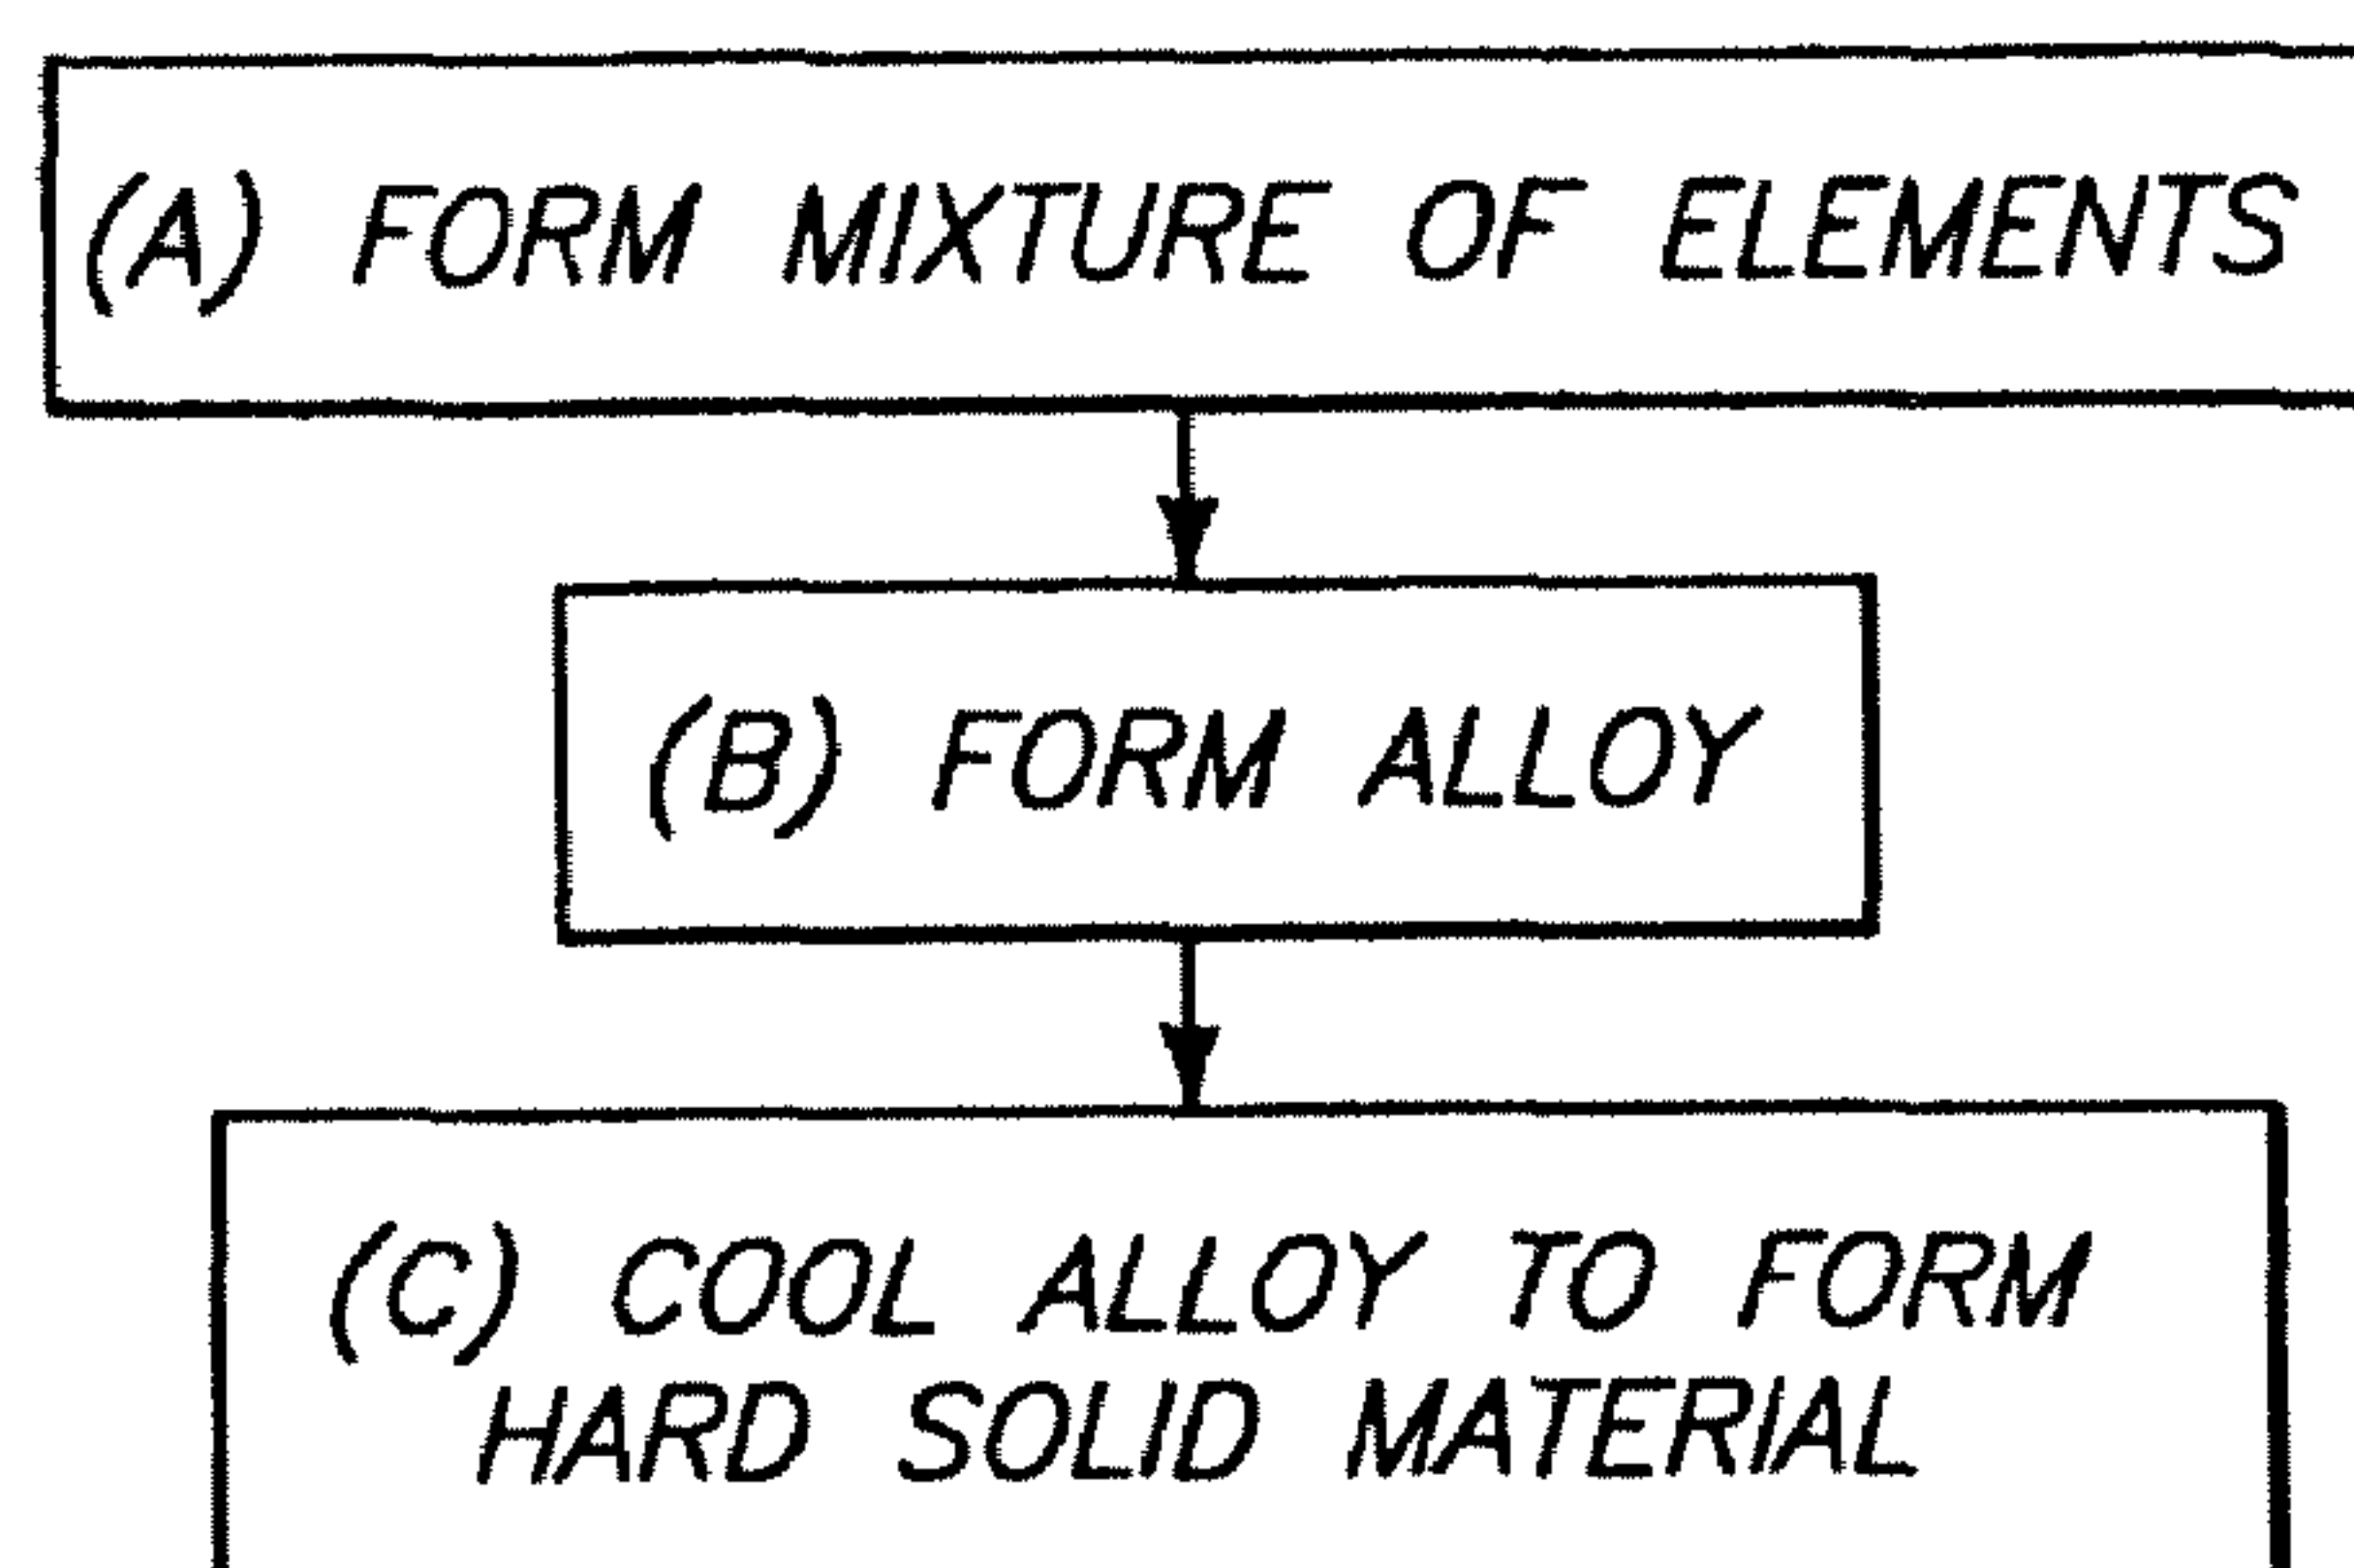 (A) FORM MIXTURE OF ELEMENTS
(B) FORM ALLOY
(C) COOL ALLOY TO FORM
HARD SOLID MATERIAL